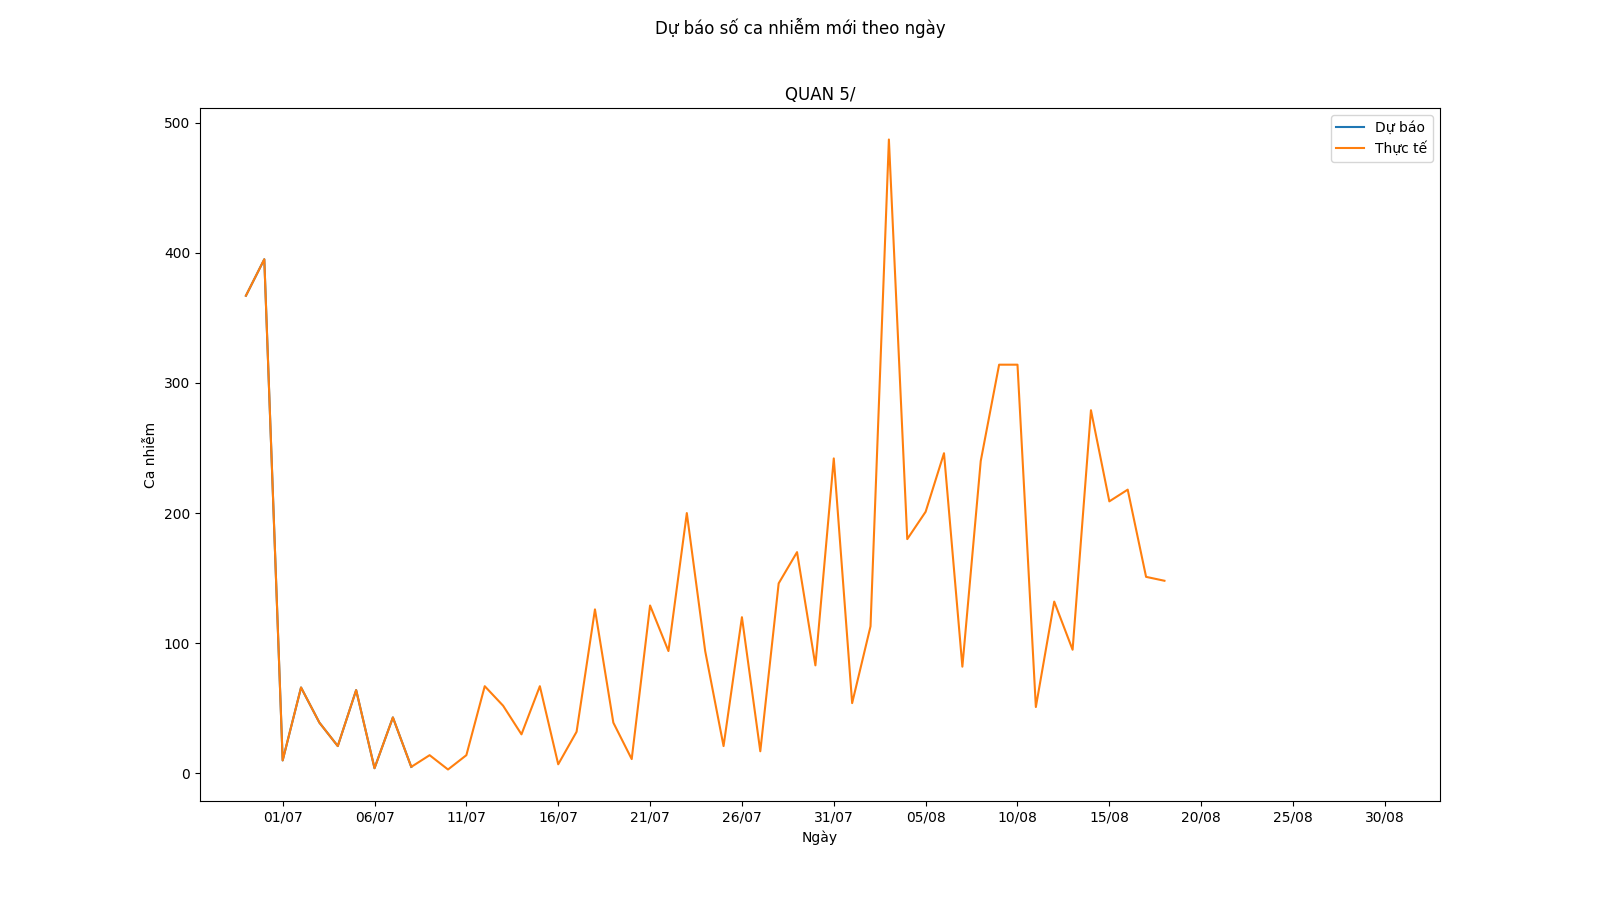 Dự báo số ca nhiễm mới theo ngày
QUAN 5/
Dự báo
Thực tế
500
400
300
200
100
0
Ca nhiễm
01/07 06/07 11/07 16/07 21/07 26/07 31/07 05/08 10/08 15/08 20/08 25/08 30/08
Ngày